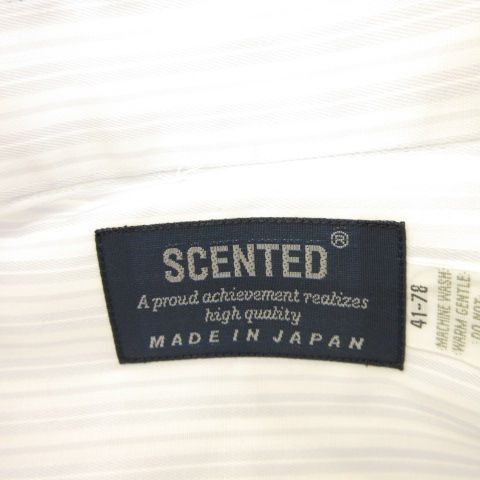 SCENTED®
A proud achievement realizes
high quality
MADE IN JAPAN
41-78
MACHINE WASH
WARM GENTLE
DO NOT